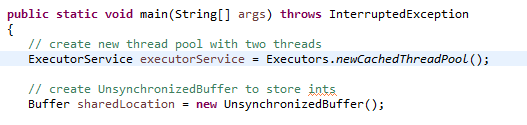 public static void main(String[] args) throws InterruptedException
{
// create new thread pool with two threads
ExecutorService executorService = Executors.newCachedThreadPool();
// create UnsynchronizedBuffer to store ints
Buffer sharedLocation = new UnsynchronizedBuffer();